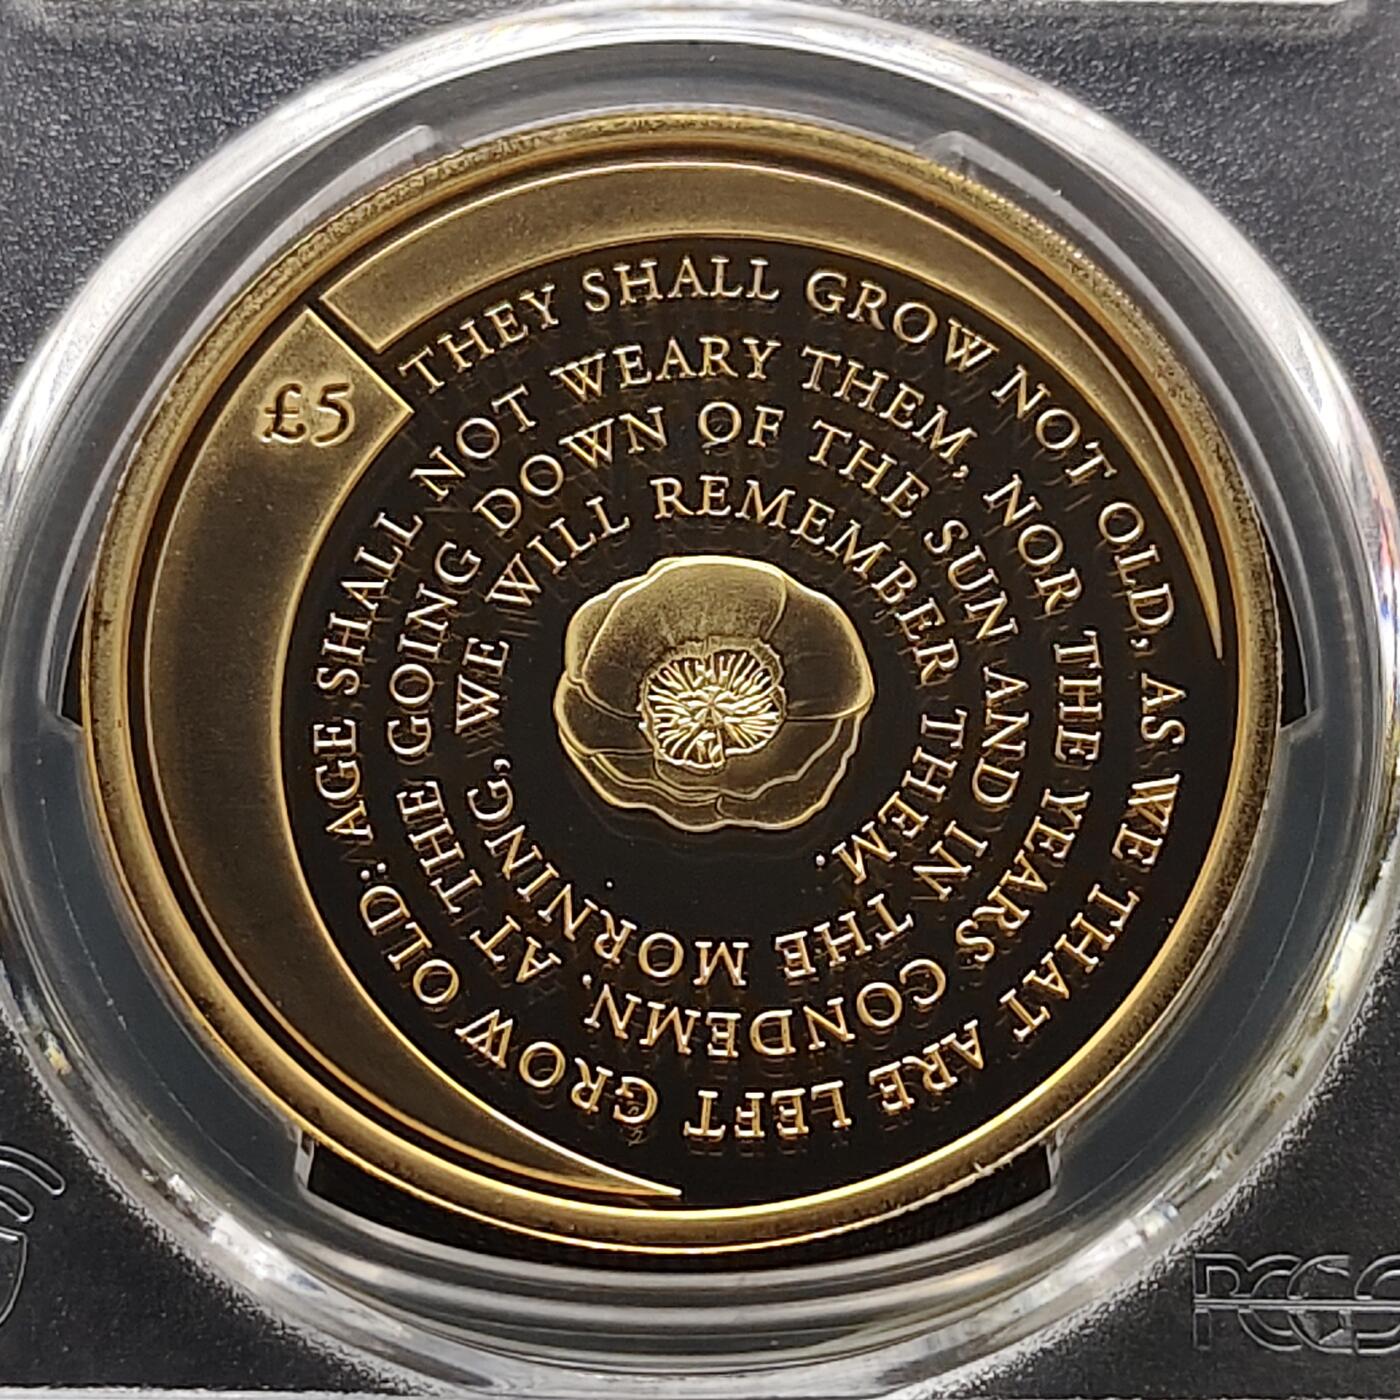 £5
THEY SHALL GROW NOT OLD, AS WE THAT ARE LEFT GROW OLD: AGE SHALL NOT WEARY THEM, NOR THE YEARS CONDEMN. AT THE GOING DOWN OF THE SUN AND IN THE MORNING, WE WILL REMEMBER THEM.
PCGS